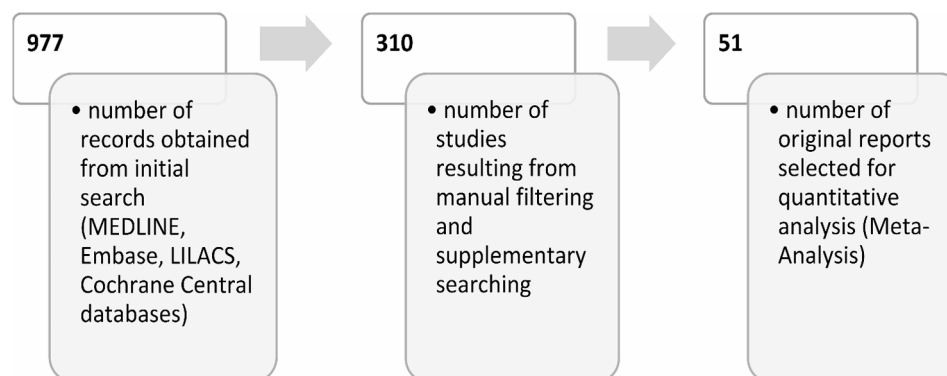 977
• number of
records obtained
from initial
search
(MEDLINE,
Embase, LILACS,
Cochrane Central
databases)
310
• number of
studies
resulting from
manual filtering
and
supplementary
searching
51
• number of
original reports
selected for
quantitative
analysis (Meta-
Analysis)